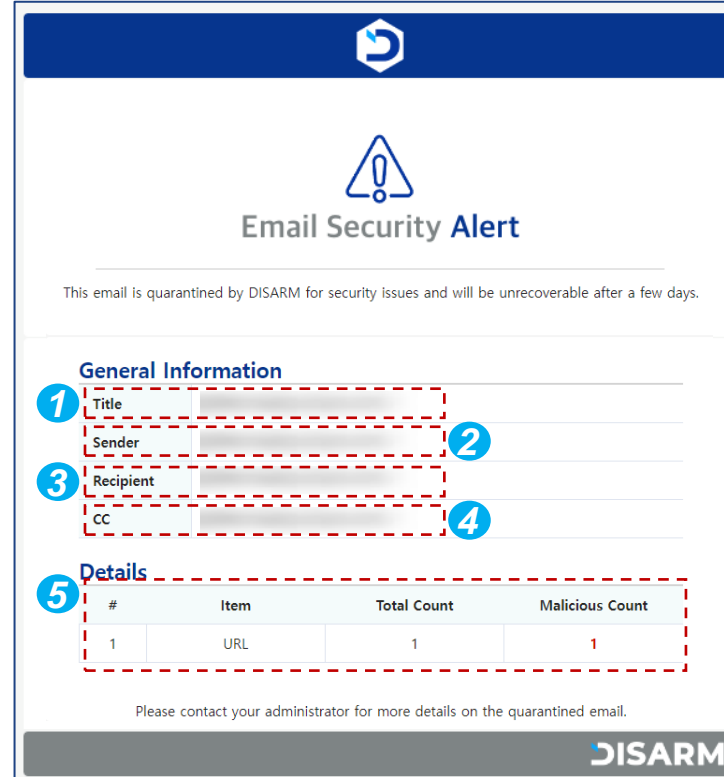 Email Security Alert
This email is quarantined by DISARM for security issues and will be unrecoverable after a few days.
General Information
1 Title
Sender 2
3 Recipient
CC 4
Details
5 # Item Total Count Malicious Count
1 URL 1 1
Please contact your administrator for more details on the quarantined email.
DISARM